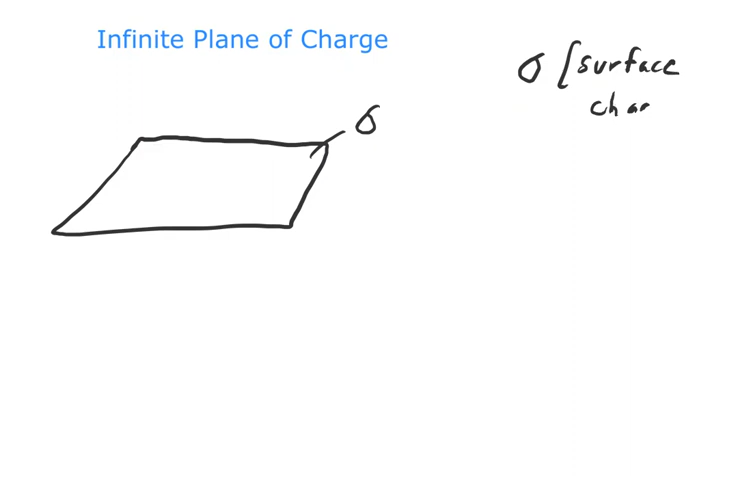 Infinite Plane of Charge
σ [surface
char
σ